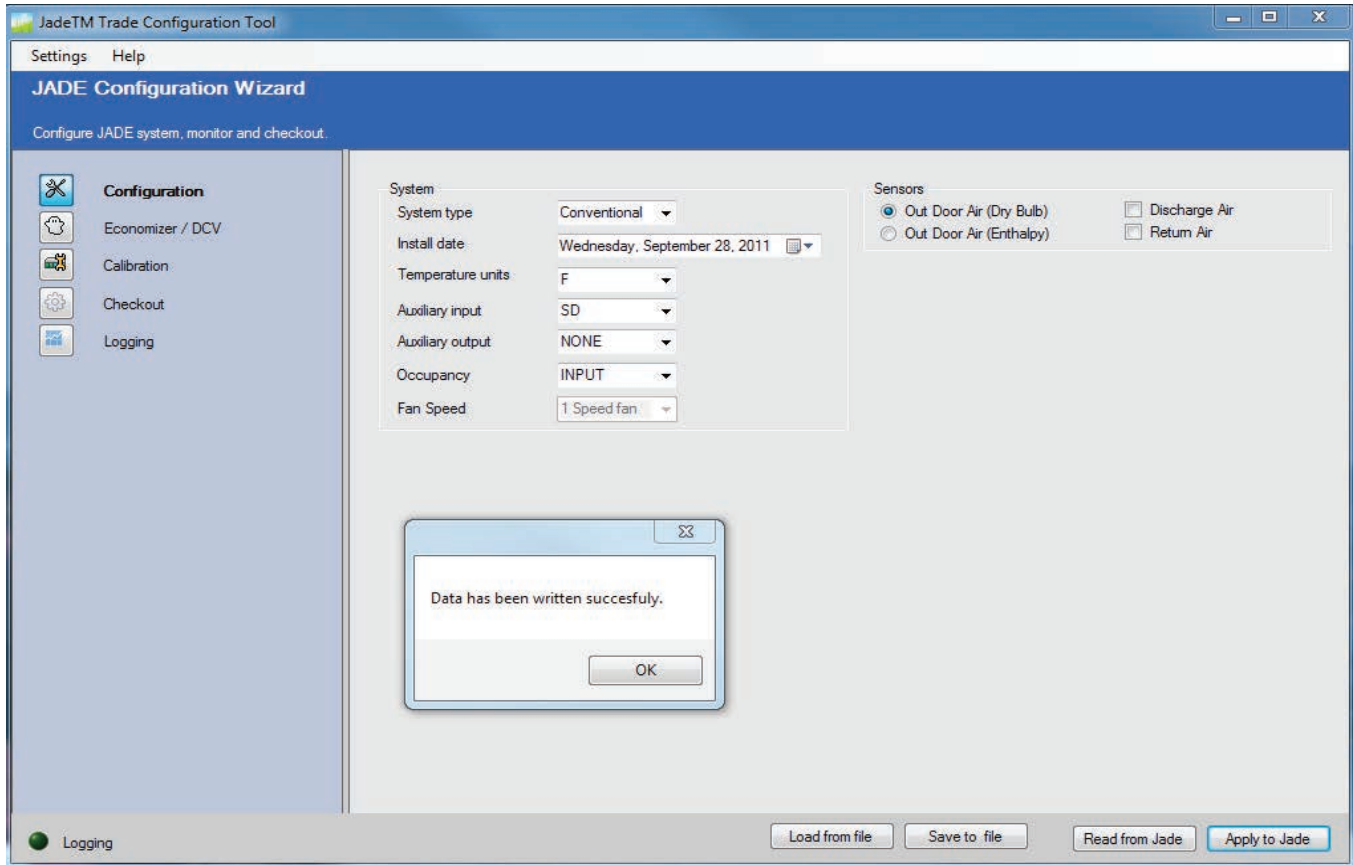 JadeTM Trade Configuration Tool
Settings Help
JADE Configuration Wizard
Configure JADE system, monitor and checkout.
Configuration
Economizer / DCV
Calibration
Checkout
Logging
System
System type Conventional
Install date Wednesday, September 28, 2011
Temperature units F
Auxiliary input SD
Auxiliary output NONE
Occupancy INPUT
Fan Speed 1 Speed fan
Sensors
Out Door Air (Dry Bulb) Discharge Air
Out Door Air (Enthalpy) Return Air
Data has been written succesfuly.
OK
Logging
Load from file Save to file Read from Jade Apply to Jade